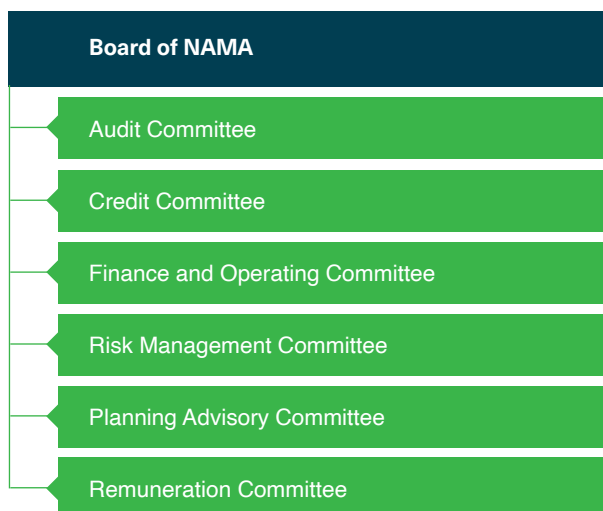 Board of NAMA
Audit Committee
Credit Committee
Finance and Operating Committee
Risk Management Committee
Planning Advisory Committee
Remuneration Committee